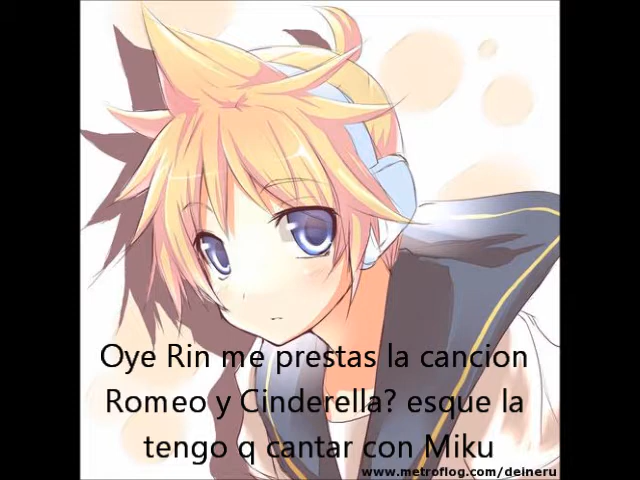 Oye Rin me prestas la cancion
Romeo y Cinderella? esque la
tengo q cantar con Miku
www.metroflog.com/deineru